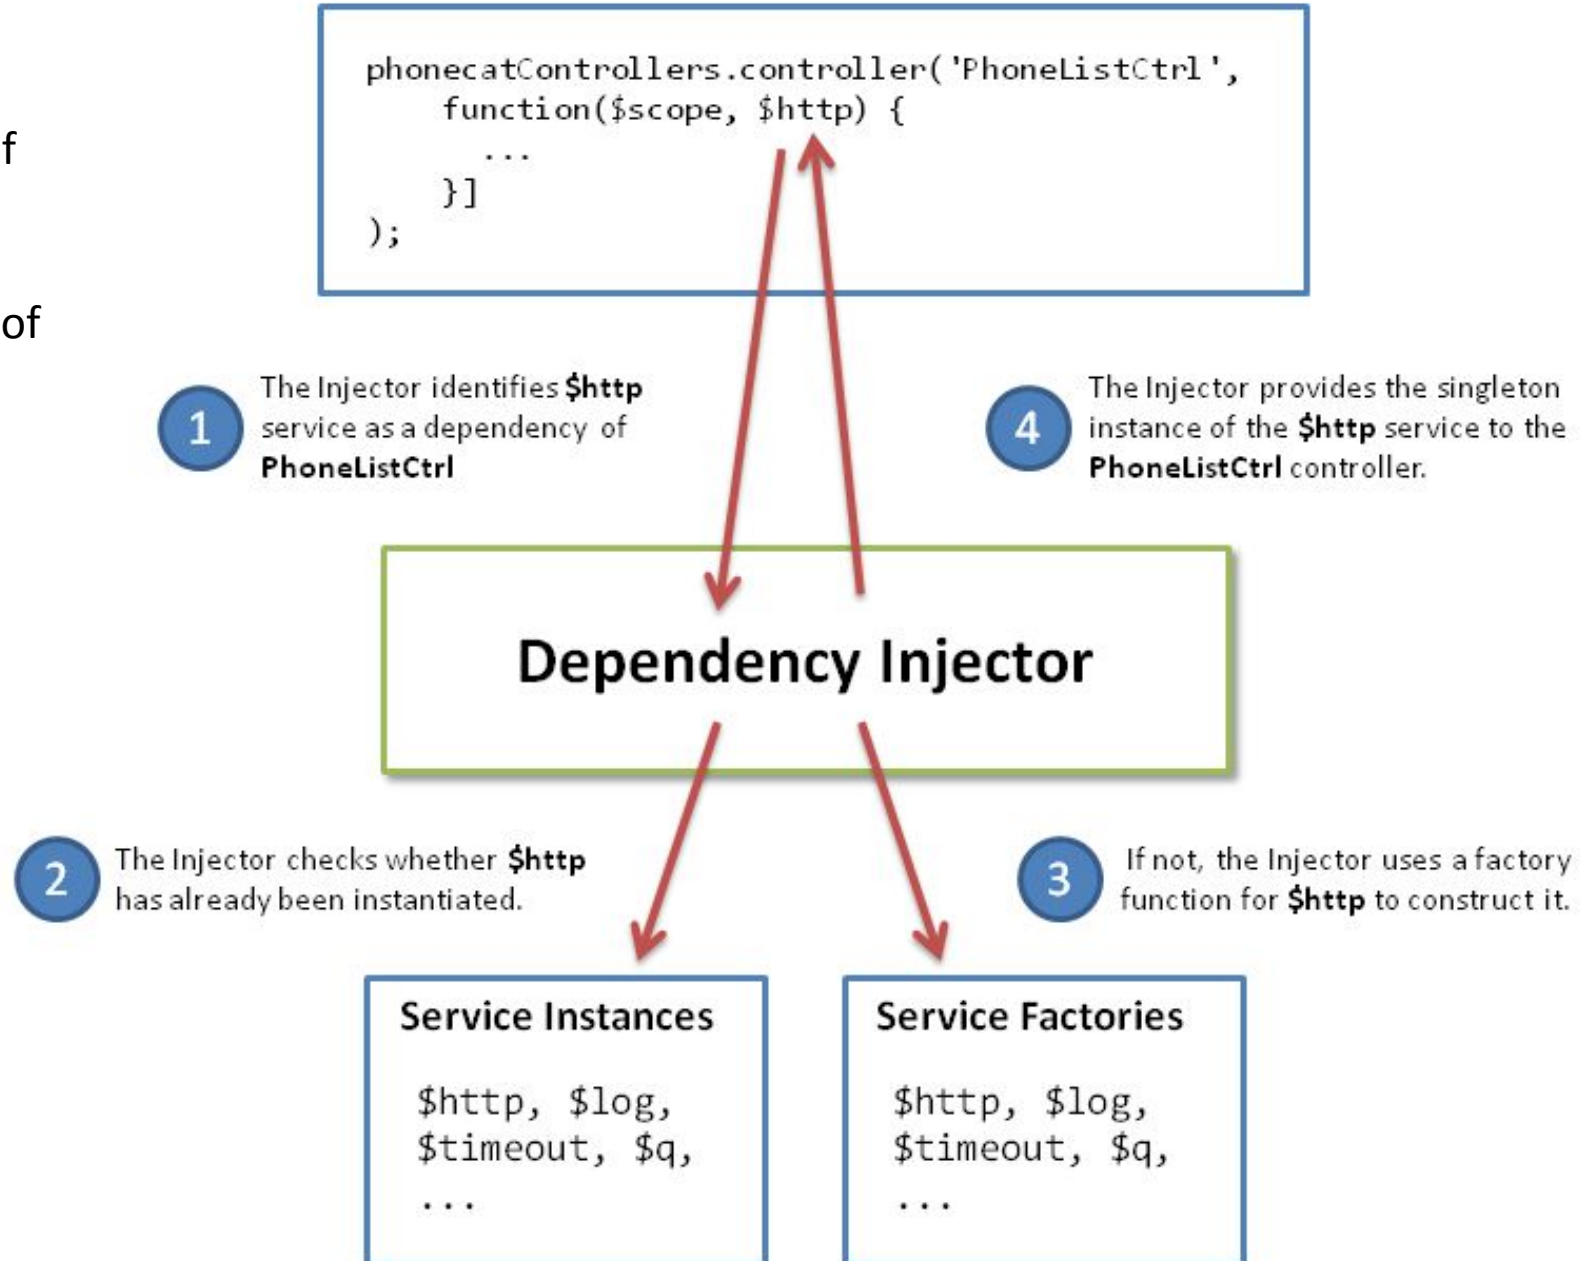 phonecatControllers.controller('PhoneListCtrl',
function($scope, $http) {
...
}]
);
f
of
1
The Injector identifies $http
service as a dependency of
PhoneListCtrl
4
The Injector provides the singleton
instance of the $http service to the
PhoneListCtrl controller.
Dependency Injector
2
The Injector checks whether $http
has already been instantiated.
3
If not, the Injector uses a factory
function for $http to construct it.
Service Instances
$http, $log,
$timeout, $q,
...
Service Factories
$http, $log,
$timeout, $q,
...